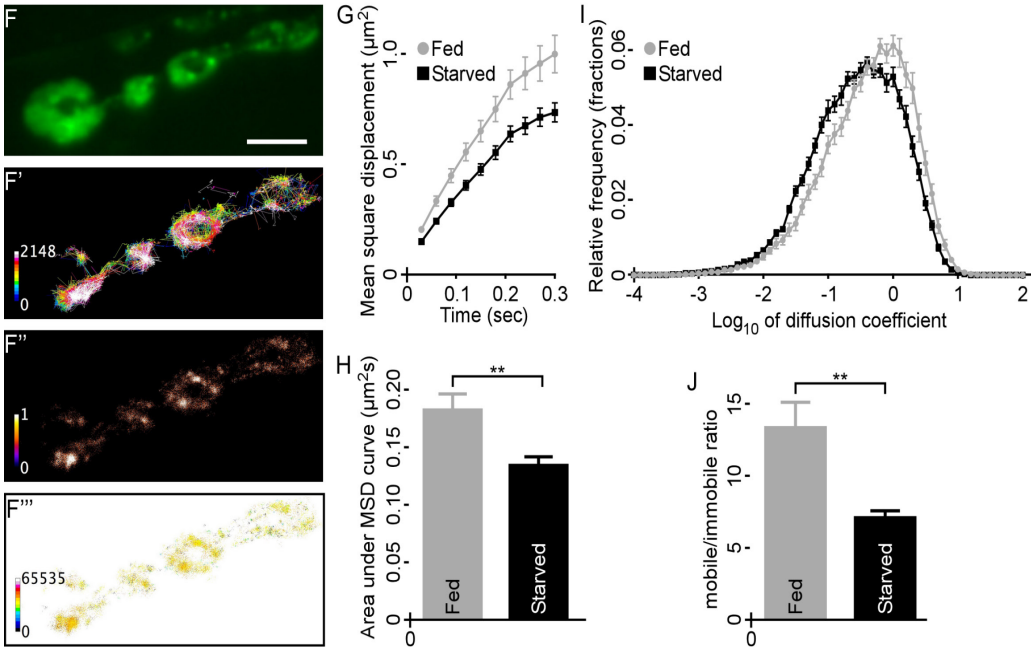 F
F'
2148
0
F''
1
0
F'''
65535
0
G
Mean square displacement (μm²)
1.0
0.5
0
Fed
Starved
0
0.1
0.2
0.3
Time (sec)
H
Area under MSD curve (μm²s)
0.20
0.15
0.10
0.05
0
**
Fed
Starved
0
I
Relative frequency (fractions)
0.06
0.04
0.02
0
Fed
Starved
-4
-3
-2
-1
0
1
2
Log₁₀ of diffusion coefficient
J
mobile/immobile ratio
15
10
5
0
**
Fed
Starved
0